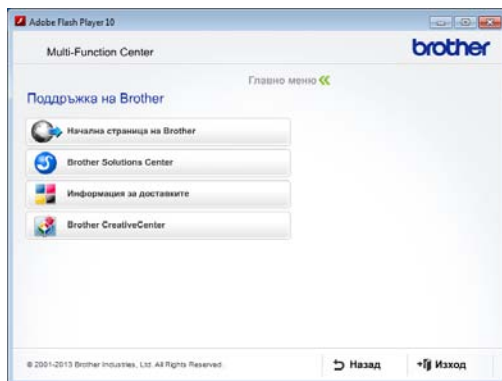 Adobe Flash Player 10
Multi-Function Center
brother
Главно меню
Поддръжка на Brother
Начална страница на Brother
Brother Solutions Center
Информация за доставките
Brother CreativeCenter
© 2001-2013 Brother Industries, Ltd. All Rights Reserved.
Назад
Изход